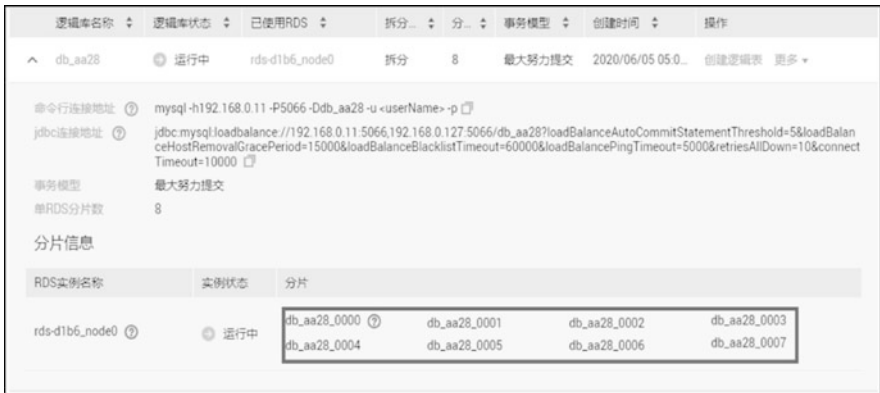 逻辑库名称 逻辑库状态 已使用RDS 拆分... 分... 事务模型 创建时间 操作
db_aa28 运行中 rds-d1b6_node0 拆分 8 最大努力提交 2020/06/05 05:0... 创建逻辑表 更多
命令行连接地址 mysql -h192.168.0.11 -P5066 -Ddb_aa28 -u <userName> -p
jdbc连接地址 jdbc:mysql:loadbalance://192.168.0.11:5066,192.168.0.127:5066/db_aa28?loadBalanceAutoCommitStatementThreshold=5&loadBalan
ceHostRemovalGracePeriod=15000&loadBalanceBlacklistTimeout=60000&loadBalancePingTimeout=5000&retriesAllDown=10&connect
Timeout=10000
事务模型 最大努力提交
单RDS分片数 8
分片信息
RDS实例名称 实例状态 分片
rds-d1b6_node0 运行中 db_aa28_0000 db_aa28_0001 db_aa28_0002 db_aa28_0003
db_aa28_0004 db_aa28_0005 db_aa28_0006 db_aa28_0007